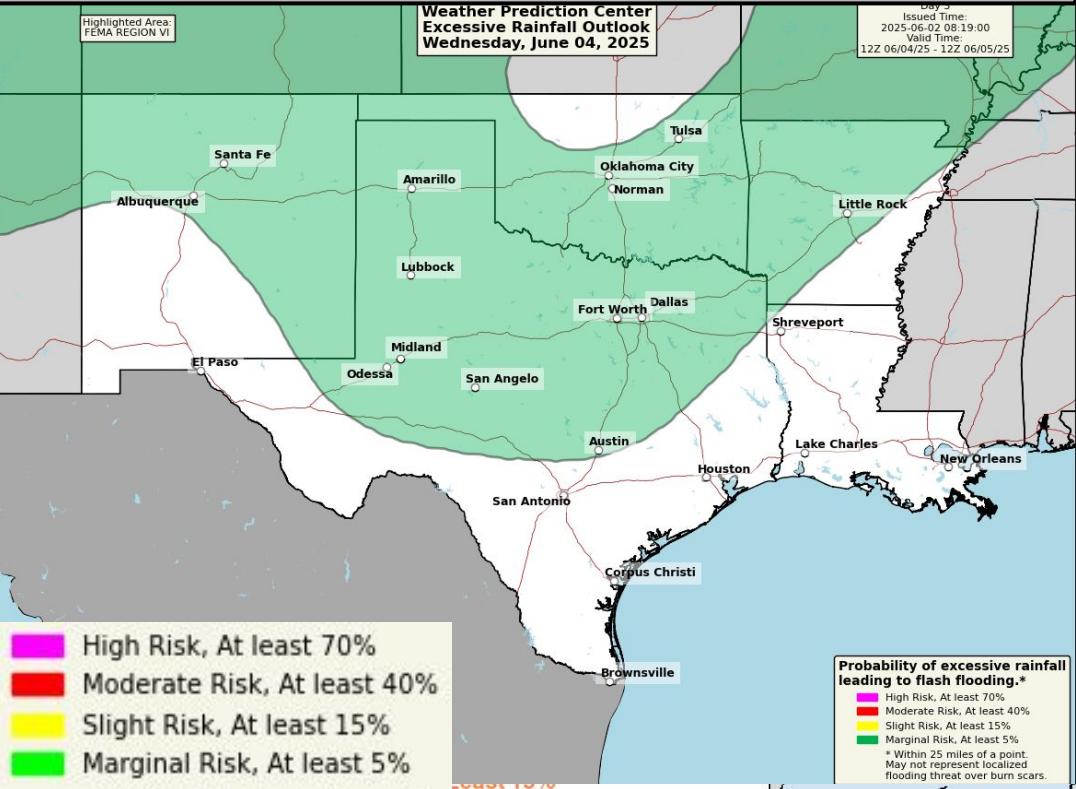 Highlighted Area:
FEMA REGION VI
Weather Prediction Center
Excessive Rainfall Outlook
Wednesday, June 04, 2025
Day 3
Issued Time:
2025-06-02 08:19:00
Valid Time:
12Z 06/04/25 - 12Z 06/05/25
Tulsa
Santa Fe
Oklahoma City
Amarillo
Norman
Albuquerque
Little Rock
Lubbock
Dallas
Fort Worth
Shreveport
Midland
El Paso
Odessa
San Angelo
Austin
Lake Charles
New Orleans
Houston
San Antonio
Corpus Christi
Brownsville
High Risk, At least 70%
Moderate Risk, At least 40%
Slight Risk, At least 15%
Marginal Risk, At least 5%
Probability of excessive rainfall
leading to flash flooding.*
High Risk, At least 70%
Moderate Risk, At least 40%
Slight Risk, At least 15%
Marginal Risk, At least 5%
* Within 25 miles of a point.
May not represent localized
flooding threat over burn scars.